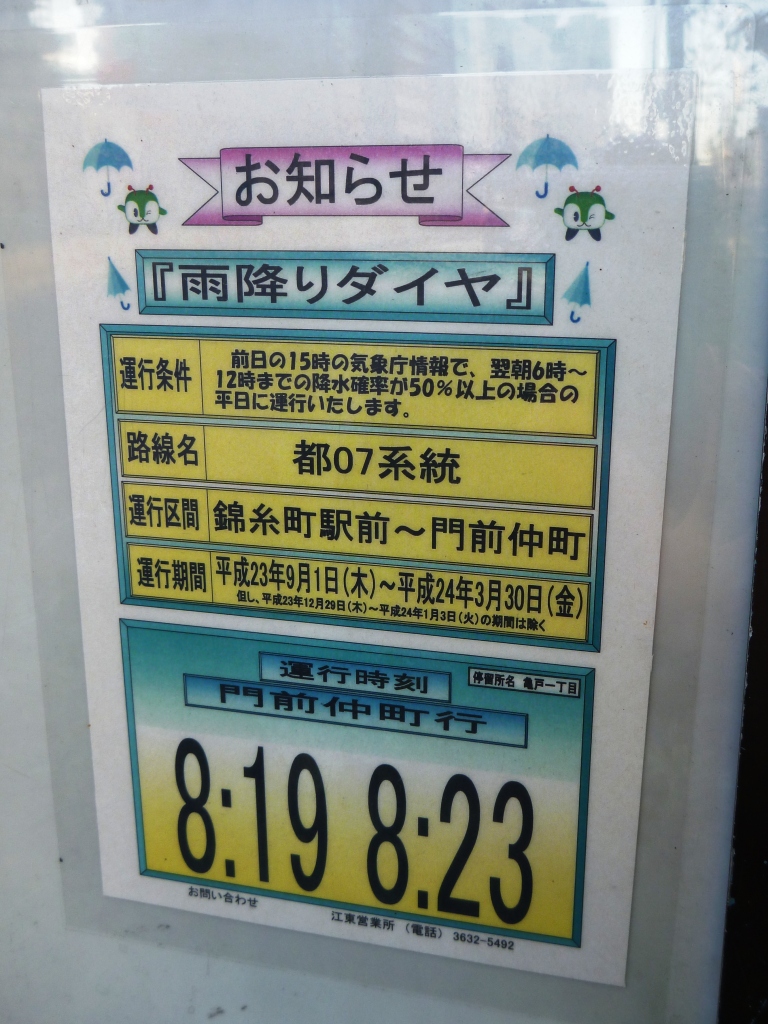 お知らせ
『雨降りダイヤ』
運行条件 前日の15時の気象庁情報で、翌朝6時～
12時までの降水確率が50％以上の場合の
平日に運行いたします。
路線名 都07系統
運行区間 錦糸町駅前～門前仲町
運行期間 平成23年9月1日(木)～平成24年3月30日(金)
但し、平成23年12月29日(木)～平成24年1月3日(火)の期間は除く
運行時刻
停留所名 亀戸一丁目
門前仲町行
8:19 8:23
お問い合わせ
江東営業所 (電話) 3632-5492